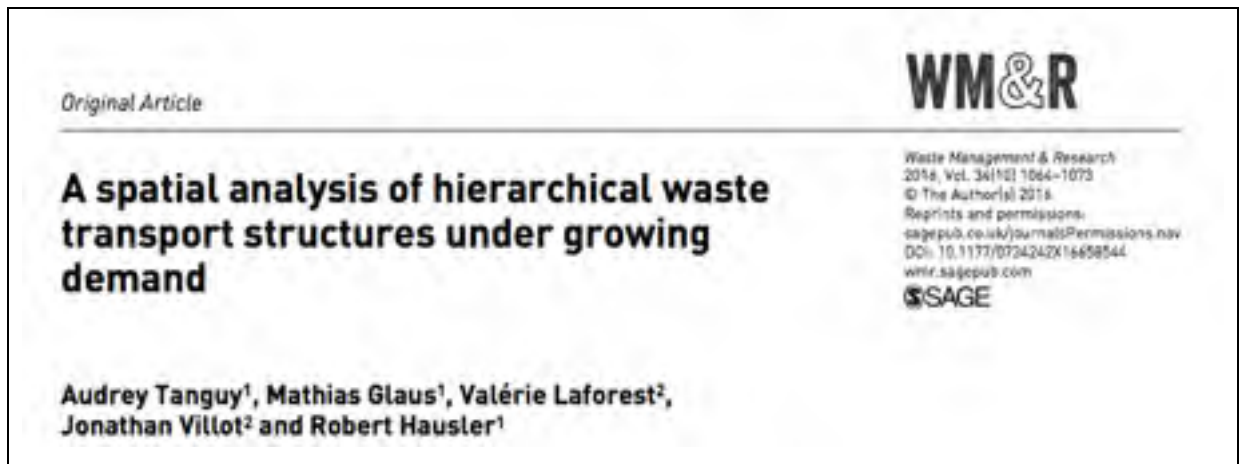 Original Article
WM&R
A spatial analysis of hierarchical waste
transport structures under growing
demand
Waste Management & Research
2016, Vol. 34(10) 1064–1073
© The Author(s) 2016
Reprints and permissions:
sagepub.co.uk/journalsPermissions.nav
DOI: 10.1177/0734242X16658544
wmr.sagepub.com
SAGE
Audrey Tanguy¹, Mathias Glaus¹, Valérie Laforest²,
Jonathan Villot² and Robert Hausler¹